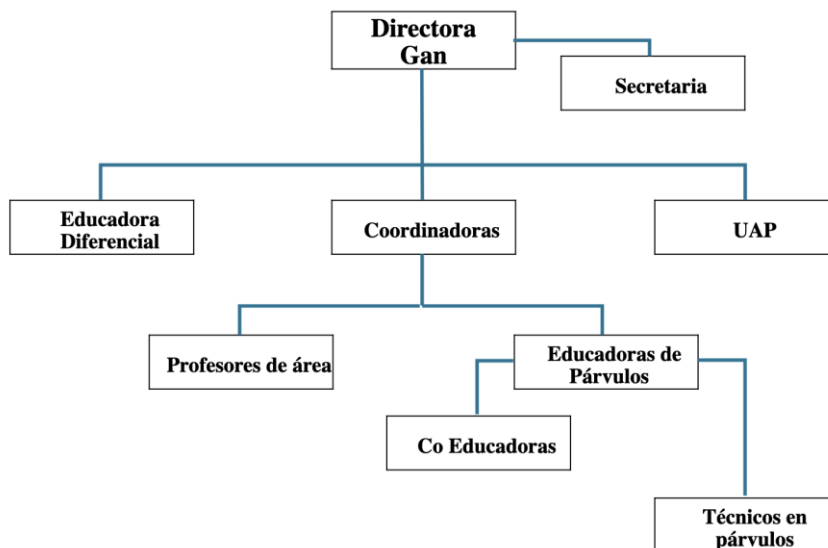 Directora
Gan
Secretaria
Educadora
Diferencial
Coordinadoras
UAP
Profesores de área
Educadoras de
Párvulos
Co Educadoras
Técnicos en
párvulos